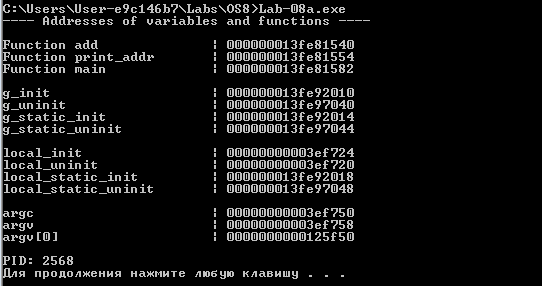 C:\Users\User-e9c146b7\Labs\OS8>Lab-08a.exe
---- Addresses of variables and functions ----
Function add | 000000013fe81540
Function print_addr | 000000013fe81554
Function main | 000000013fe81582
g_init | 000000013fe92010
g_uninit | 000000013fe97040
g_static_init | 000000013fe92014
g_static_uninit | 000000013fe97044
local_init | 00000000003ef724
local_uninit | 00000000003ef720
local_static_init | 000000013fe92018
local_static_uninit | 000000013fe97048
argc | 00000000003ef750
argv | 00000000003ef758
argv[0] | 0000000000125f50
PID: 2568
Для продолжения нажмите любую клавишу . . .